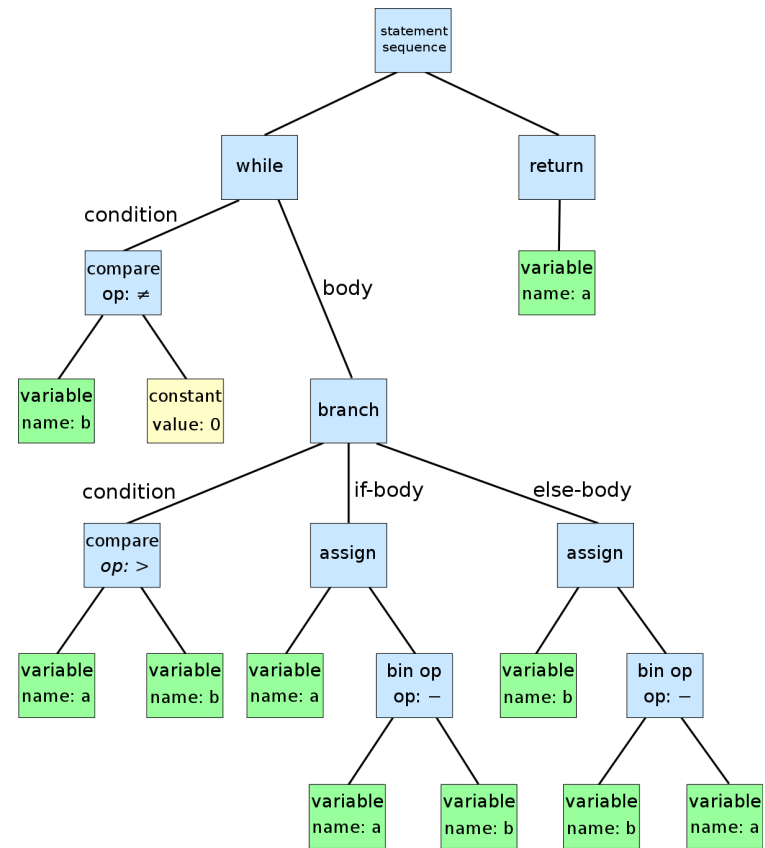 statement
sequence
while
return
condition
compare
op: ≠
body
variable
name: a
variable
name: b
constant
value: 0
branch
condition
if-body
else-body
compare
op: >
assign
assign
variable
name: a
variable
name: b
variable
name: a
bin op
op: −
variable
name: b
bin op
op: −
variable
name: a
variable
name: b
variable
name: b
variable
name: a